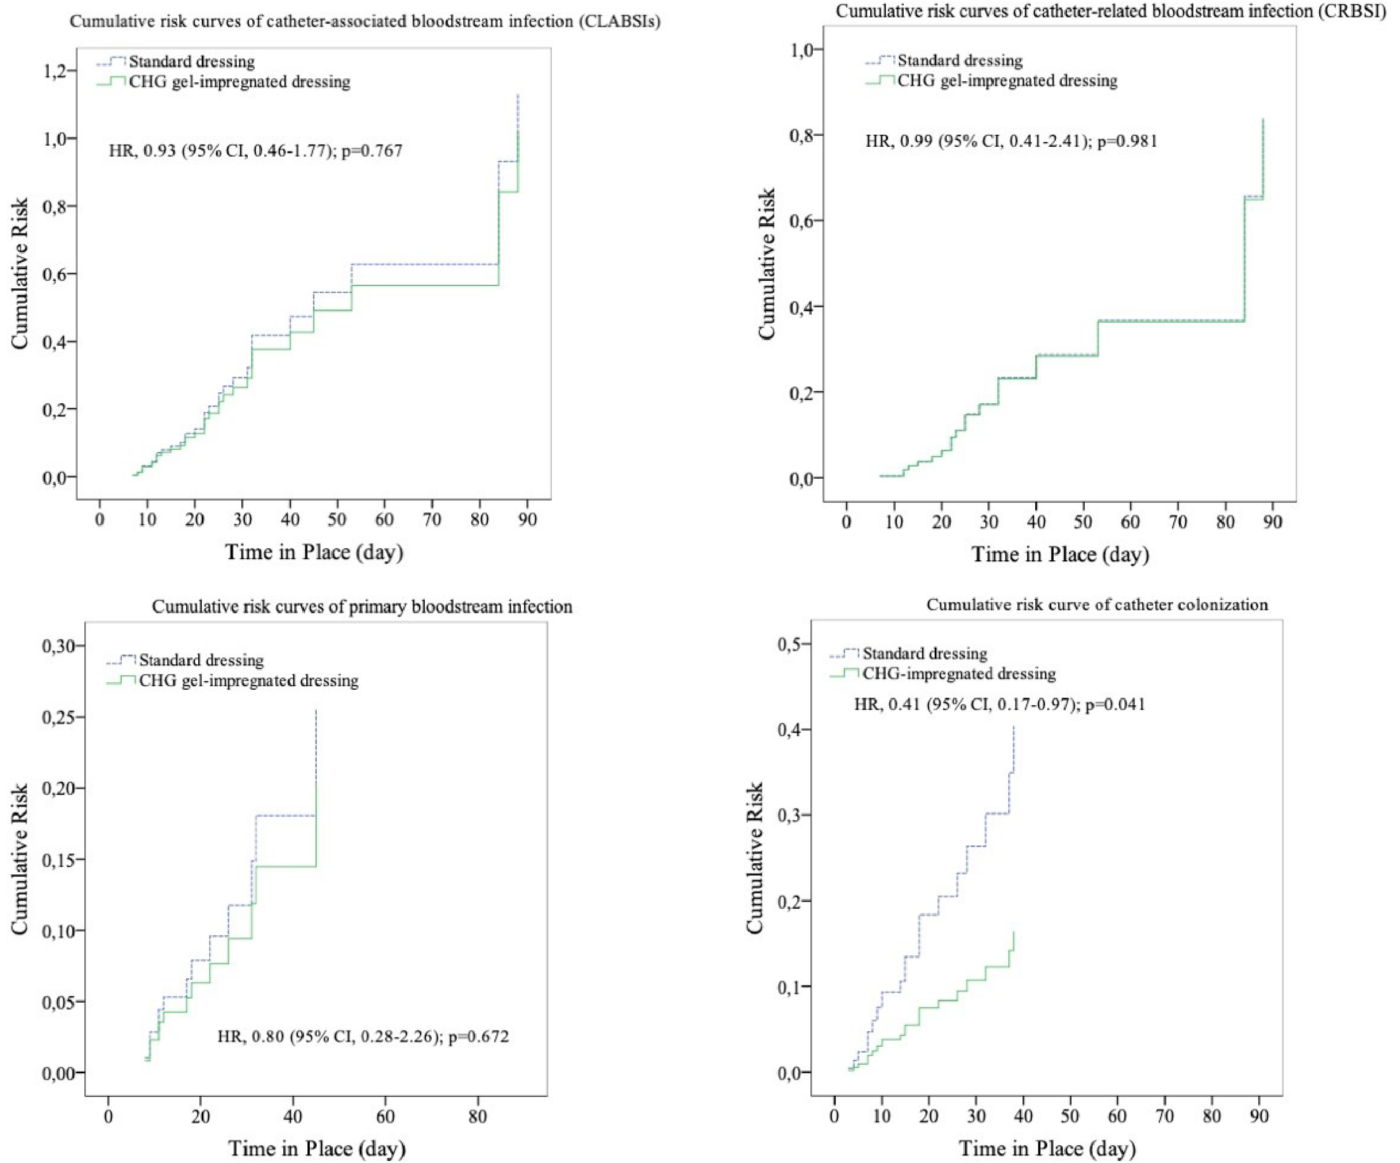 Cumulative risk curves of catheter-associated bloodstream infection (CLABSIs)
Standard dressing
CHG gel-impregnated dressing
HR, 0.93 (95% CI, 0.46-1.77); p=0.767
Cumulative Risk
1,2
1,0
0,8
0,6
0,4
0,2
0,0
0 10 20 30 40 50 60 70 80 90
Time in Place (day)
Cumulative risk curves of catheter-related bloodstream infection (CRBSI)
Standard dressing
CHG gel-impregnated dressing
HR, 0.99 (95% CI, 0.41-2.41); p=0.981
Cumulative Risk
1,0
0,8
0,6
0,4
0,2
0,0
0 10 20 30 40 50 60 70 80 90
Time in Place (day)
Cumulative risk curves of primary bloodstream infection
Standard dressing
CHG gel-impregnated dressing
HR, 0.80 (95% CI, 0.28-2.26); p=0.672
Cumulative Risk
0,30
0,25
0,20
0,15
0,10
0,05
0,00
0 20 40 60 80
Time in Place (day)
Cumulative risk curve of catheter colonization
Standard dressing
CHG-impregnated dressing
HR, 0.41 (95% CI, 0.17-0.97); p=0.041
Cumulative Risk
0,5
0,4
0,3
0,2
0,1
0,0
0 10 20 30 40 50 60 70 80 90
Time in Place (day)